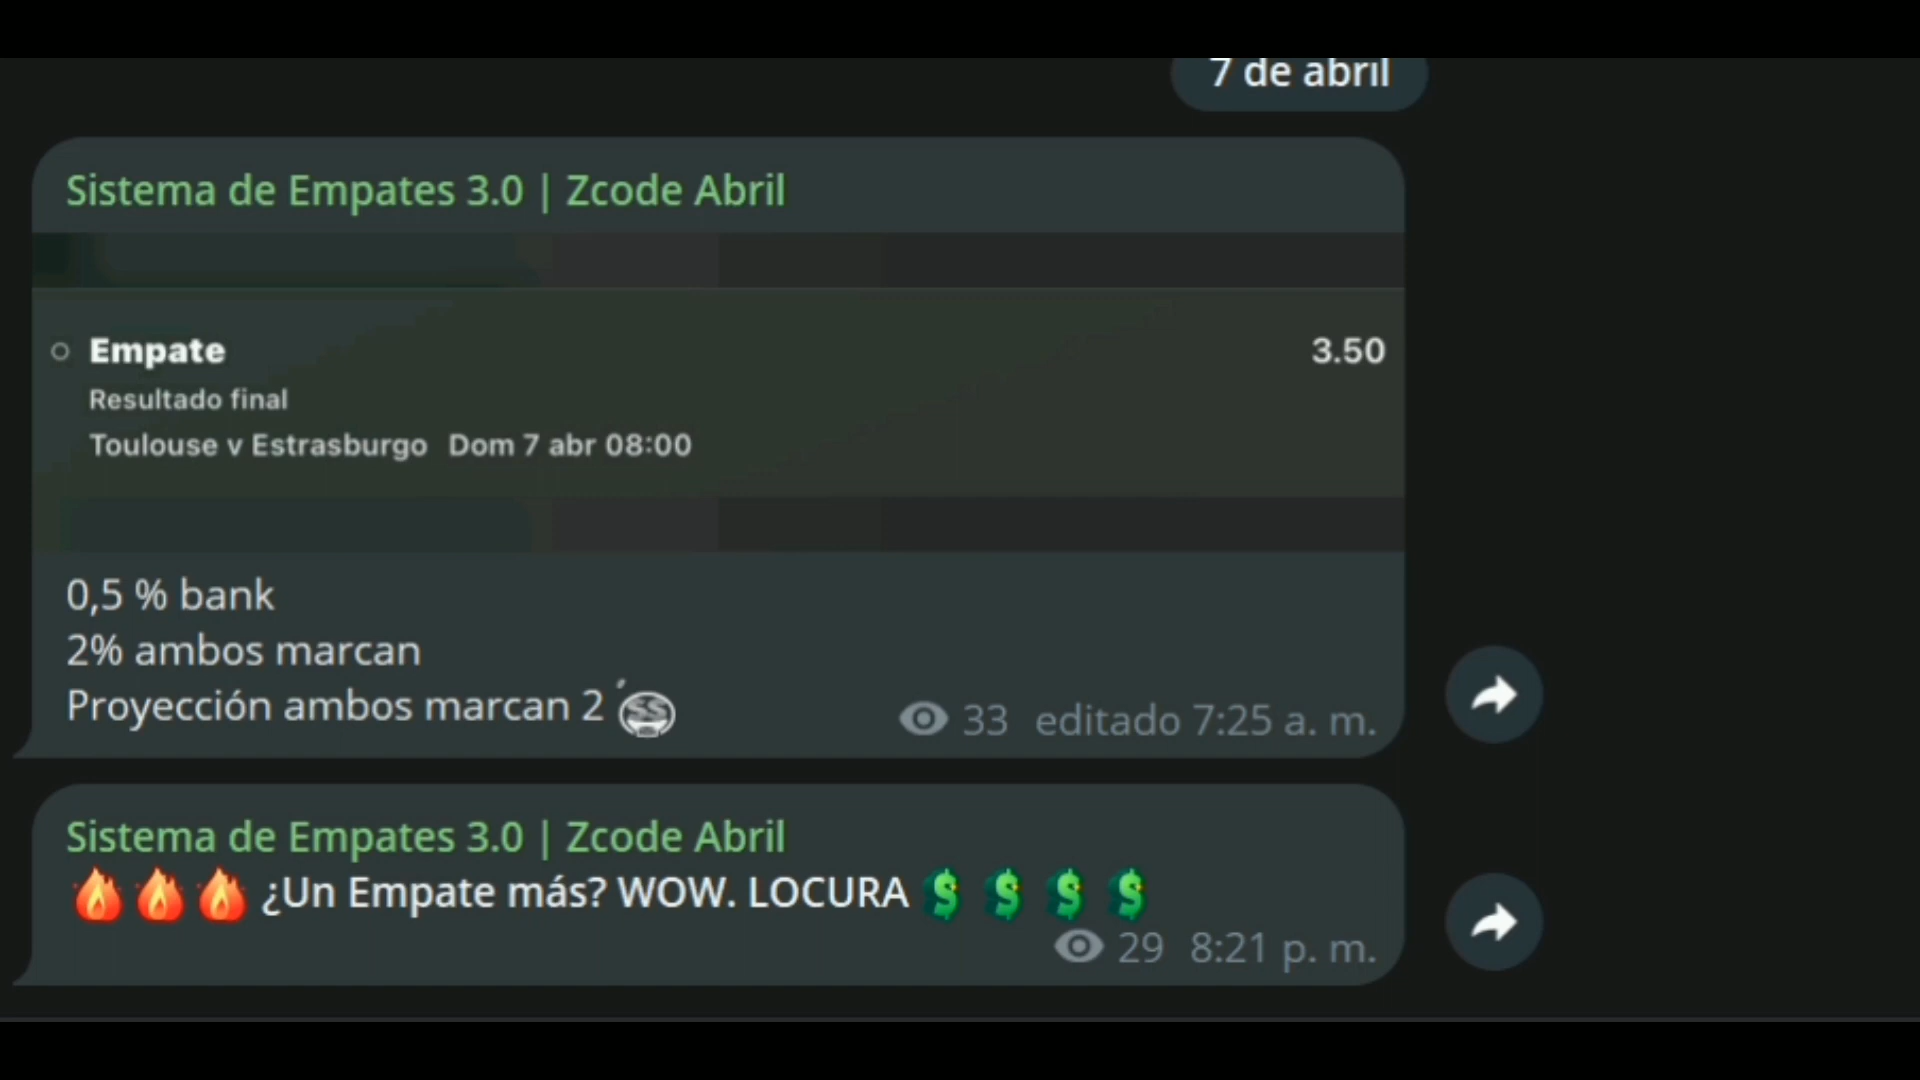 7 de abril
Sistema de Empates 3.0 | Zcode Abril
Empate 3.50
Resultado final
Toulouse v Estrasburgo Dom 7 abr 08:00
0,5 % bank
2% ambos marcan
Proyección ambos marcan 2
33 editado 7:25 a. m.
Sistema de Empates 3.0 | Zcode Abril
🔥🔥🔥 ¿Un Empate más? WOW. LOCURA 💲💲💲💲
29 8:21 p. m.